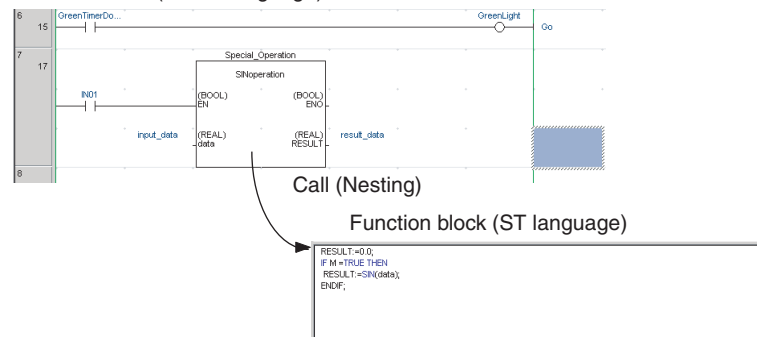 6
GreenTimerDo...
GreenLight
15
Go
7
Special_Operation
17
SINoperation
IN01
(BOOL)
EN
(BOOL)
ENO
input_data
(REAL)
data
(REAL)
RESULT
result_data
8
Call (Nesting)
Function block (ST language)
RESULT:=0.0;
IF M =TRUE THEN
RESULT:=SIN(data);
ENDIF;